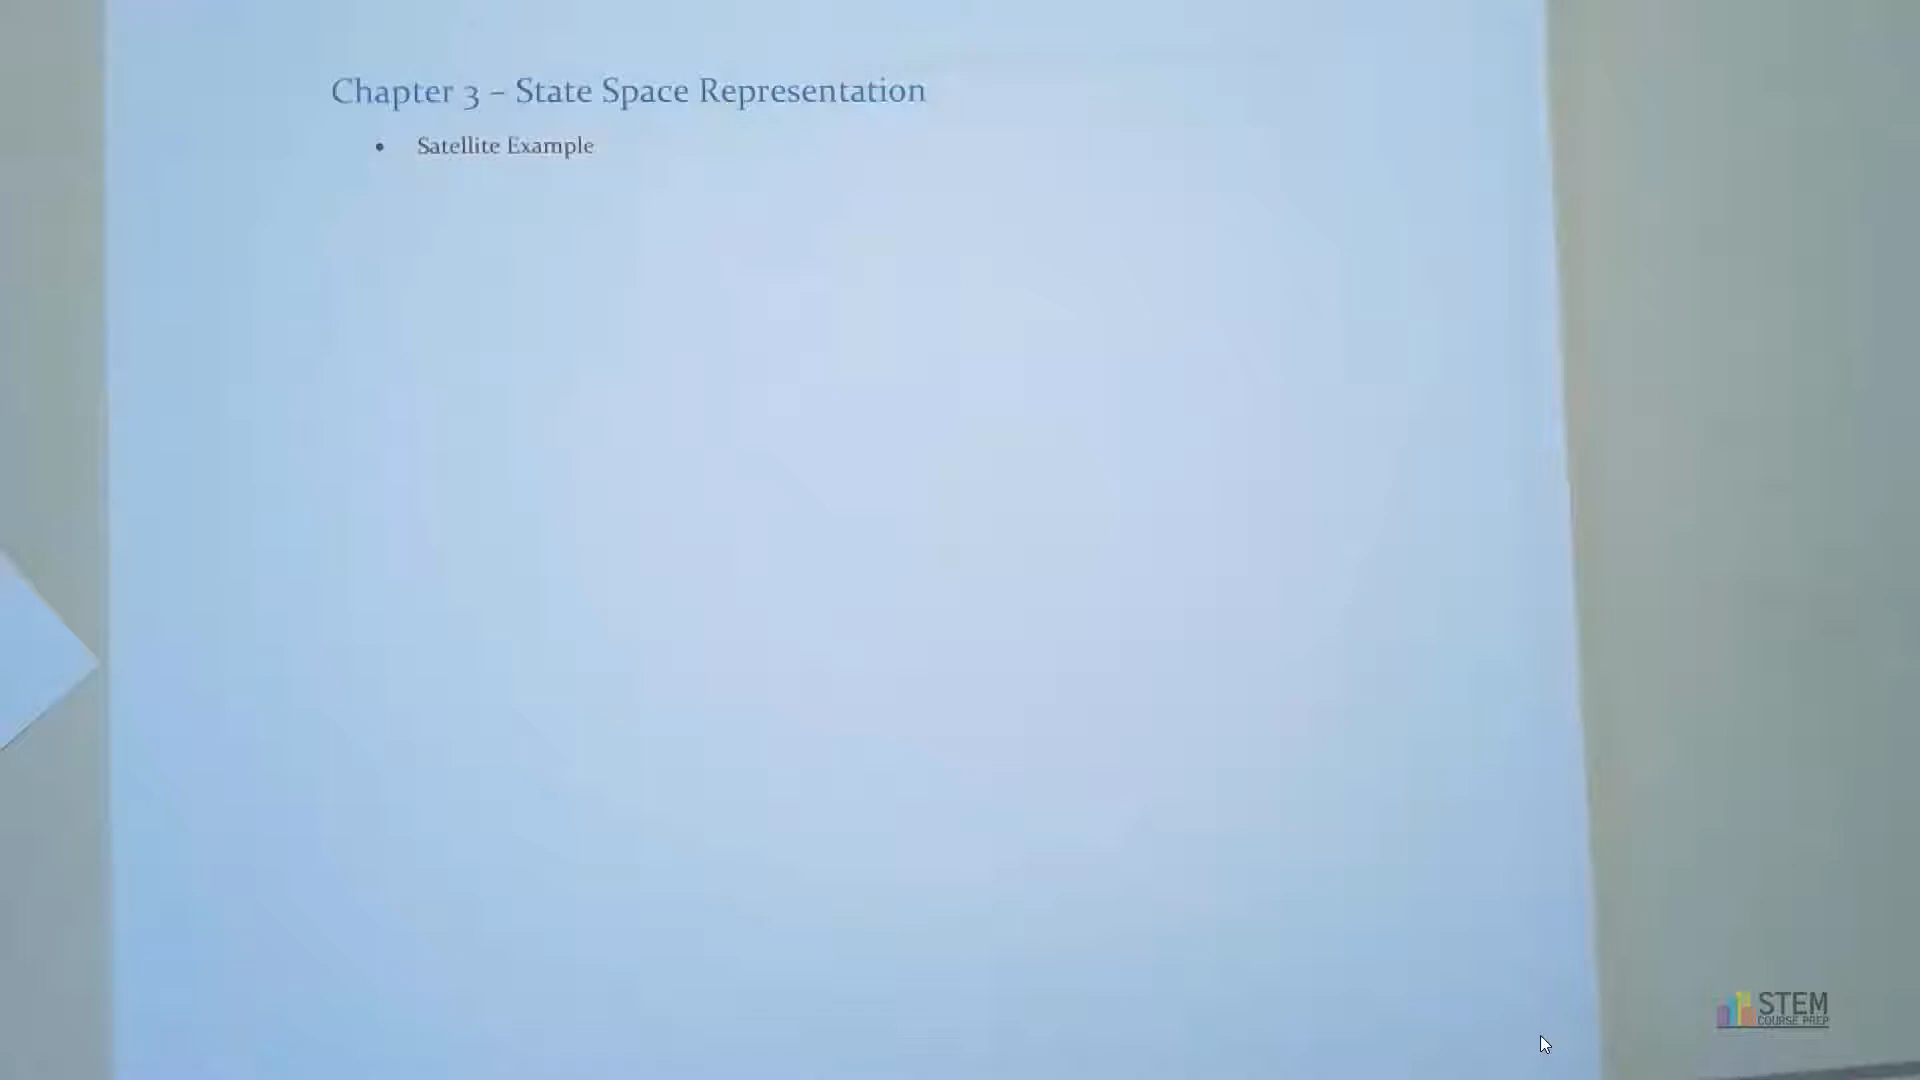 Chapter 3 – State Space Representation
• Satellite Example
STEM
COURSE PREP